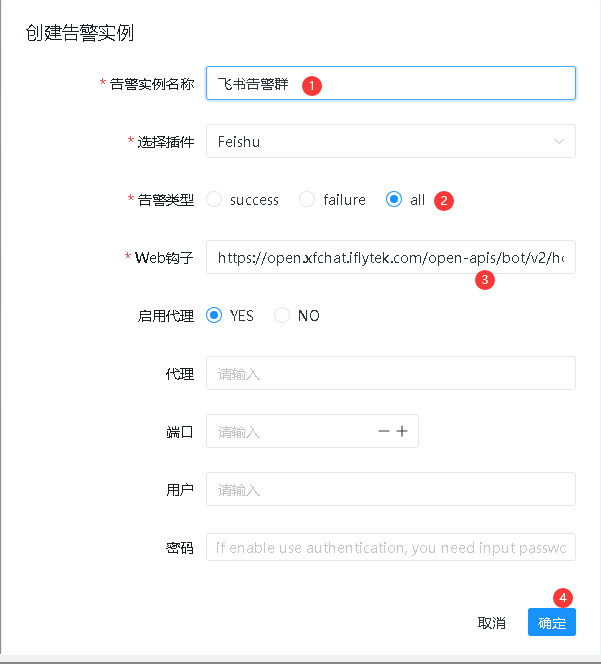 创建告警实例
* 告警实例名称 飞书告警群 1
* 选择插件 Feishu
* 告警类型 success failure all 2
* Web钩子 https://open.xfchat.iflytek.com/open-apis/bot/v2/ho
3
启用代理 YES NO
代理 请输入
端口 请输入
用户 请输入
密码 if enable use authentication, you need input passwo
4
取消 确定